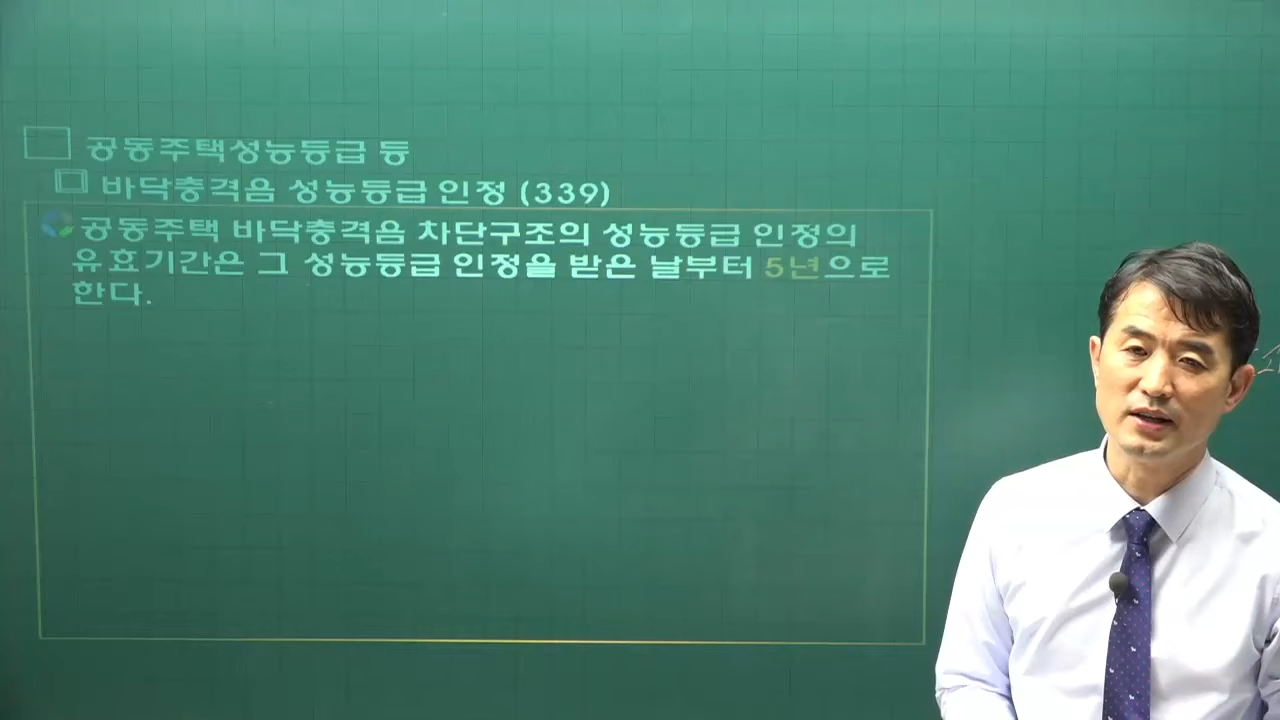 공동주택성능등급 등
바닥충격음 성능등급 인정 (339)
공동주택 바닥충격음 차단구조의 성능등급 인정의
유효기간은 그 성능등급 인정을 받은 날부터 5년으로
한다.